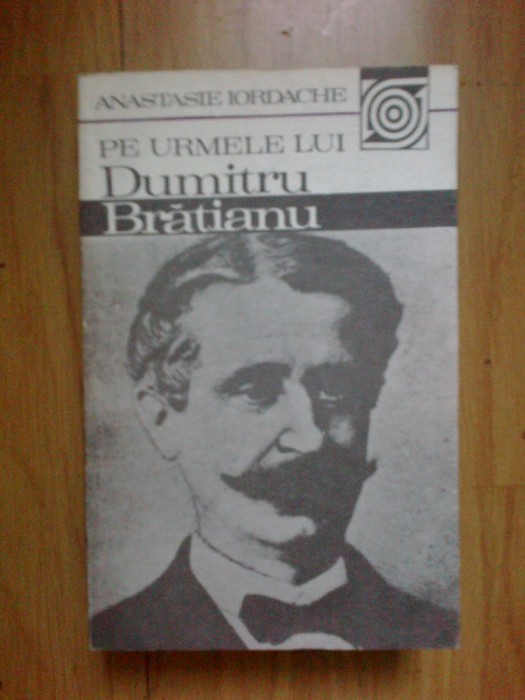 ANASTASIE IORDACHE
PE URMELE LUI
Dumitru
Brătianu